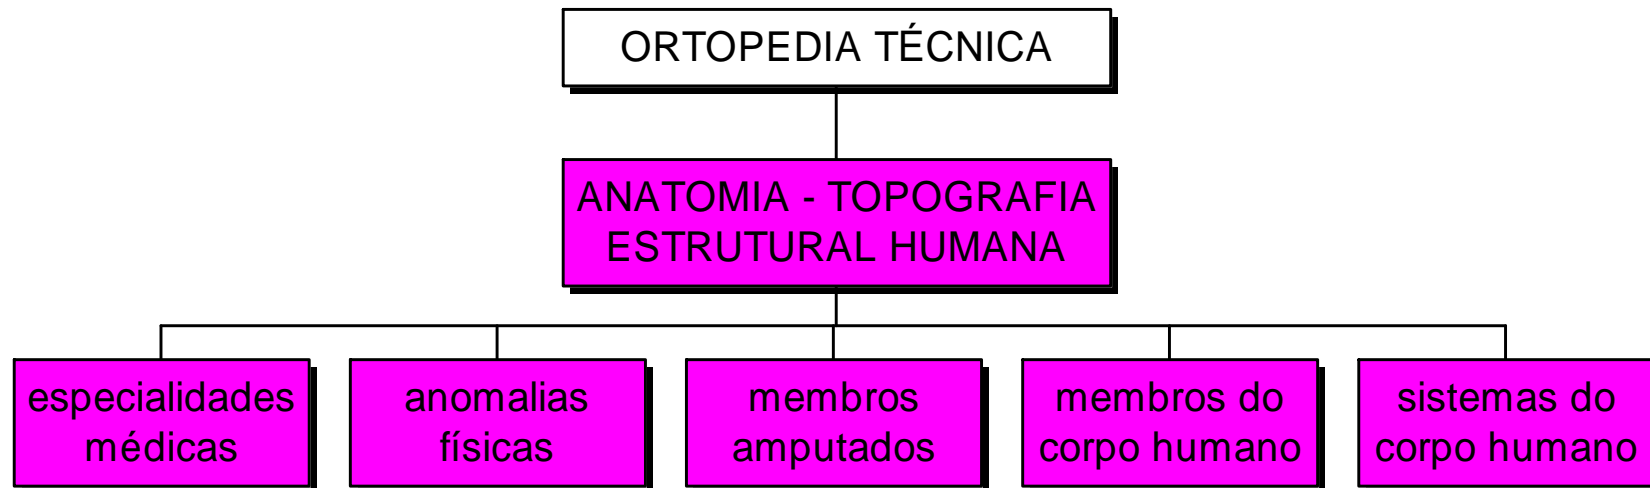 ORTOPEDIA TÉCNICA
ANATOMIA - TOPOGRAFIA
ESTRUTURAL HUMANA
especialidades
médicas
anomalias
físicas
membros
amputados
membros do
corpo humano
sistemas do
corpo humano